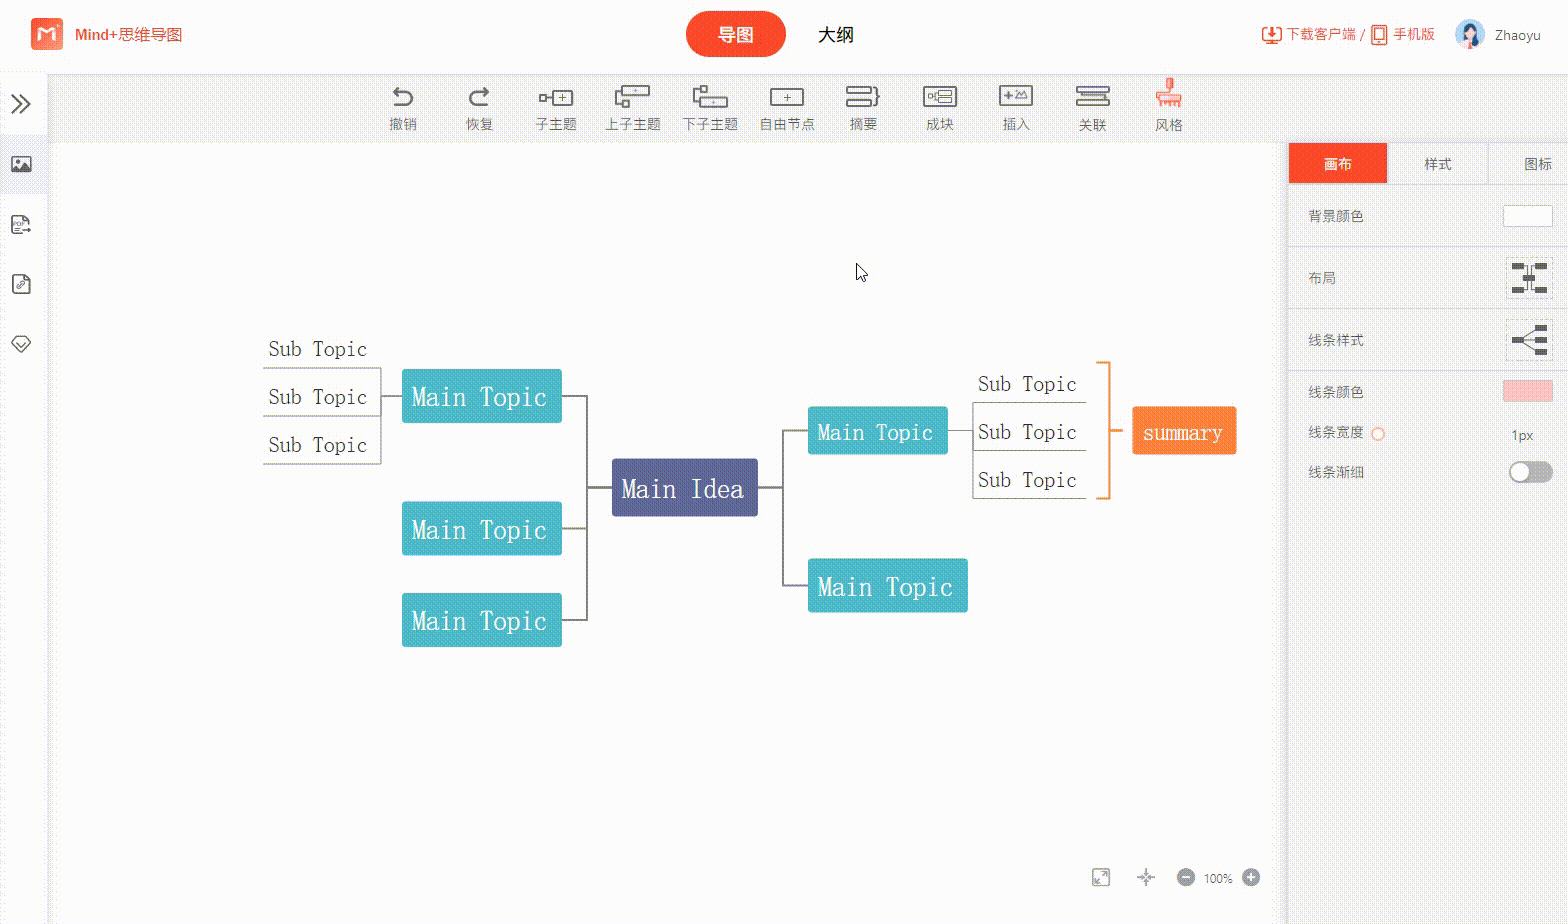 Mind+思维导图
导图
大纲
下载客户端 /
手机版
Zhaoyu
撤销
恢复
子主题
上子主题
下子主题
自由节点
摘要
成块
插入
关联
风格
画布
样式
图标
背景颜色
布局
线条样式
线条颜色
线条宽度
1px
线条渐细
PDF
Sub Topic
Sub Topic
Sub Topic
Main Topic
Main Topic
Main Topic
Main Idea
Main Topic
Sub Topic
Sub Topic
Sub Topic
summary
Main Topic
100%